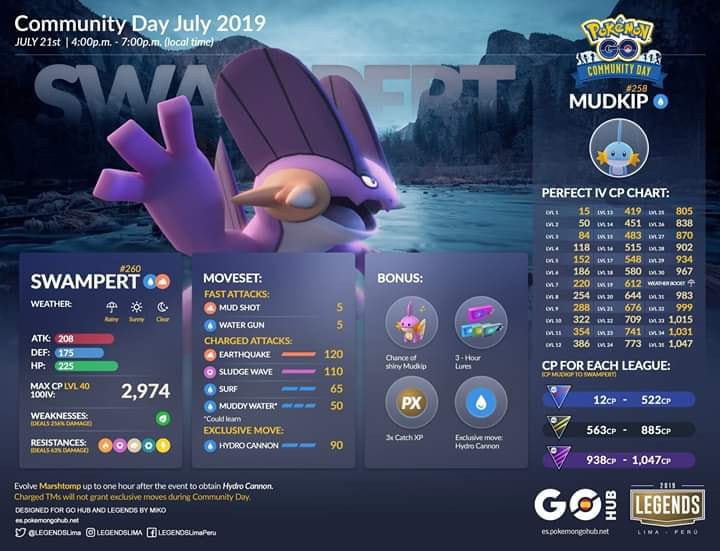 Community Day July 2019
JULY 21st | 4:00p.m. - 7:00p.m. (local time)
SWAMPERT
POKÉMON
GO
COMMUNITY DAY
#258
MUDKIP
PERFECT IV CP CHART:
LVL 1 15 LVL 13 419 LVL 25 805
LVL 2 50 LVL 14 451 LVL 26 838
LVL 3 84 LVL 15 483 LVL 27 870
LVL 4 118 LVL 16 515 LVL 28 902
LVL 5 152 LVL 17 548 LVL 29 934
LVL 6 186 LVL 18 580 LVL 30 967
LVL 7 220 LVL 19 612 WEATHER BOOST
LVL 8 254 LVL 20 644 LVL 31 983
LVL 9 288 LVL 21 676 LVL 32 999
LVL 10 322 LVL 22 709 LVL 33 1,015
LVL 11 354 LVL 23 741 LVL 34 1,031
LVL 12 386 LVL 24 773 LVL 35 1,047
CP FOR EACH LEAGUE:
(CP MUDKIP TO SWAMPERT)
12CP - 522CP
563CP - 885CP
938CP - 1,047CP
#260
SWAMPERT
WEATHER:
Rainy Sunny Clear
ATK: 208
DEF: 175
HP: 225
MAX CP LVL 40
100IV:
2,974
WEAKNESSES:
(DEALS 256% DAMAGE)
RESISTANCES:
(DEALS 63% DAMAGE)
MOVESET:
FAST ATTACKS:
MUD SHOT 5
WATER GUN 5
CHARGED ATTACKS:
EARTHQUAKE 120
SLUDGE WAVE 110
SURF 65
MUDDY WATER* 50
*Could learn
EXCLUSIVE MOVE:
HYDRO CANNON 90
BONUS:
Chance of
shiny Mudkip
3 - Hour
Lures
PX
3x Catch XP
Exclusive move:
Hydro Cannon
Evolve Marshtomp up to one hour after the event to obtain Hydro Cannon.
Charged TMs will not grant exclusive moves during Community Day.
DESIGNED FOR GO HUB AND LEGENDS BY MIKO
es.pokemongohub.net
@LEGENDSLima LEGENDSLIMA LEGENDSLimaPeru
GO HUB
es.pokemongohub.net
2019
LEGENDS
LIMA - PERÚ